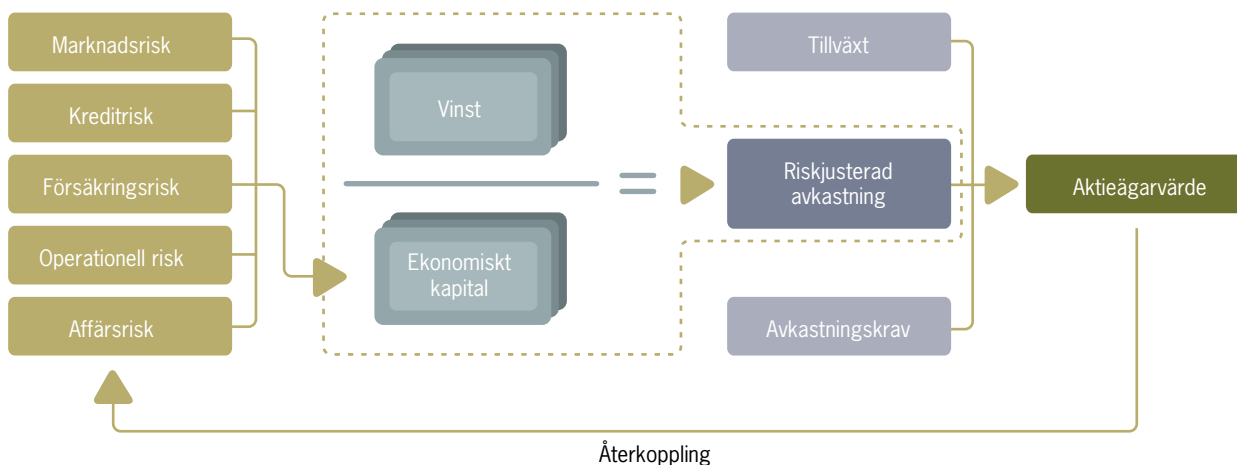 Marknadsrisk
Kreditrisk
Försäkringsrisk
Operationell risk
Affärsrisk
Vinst
Ekonomiskt
kapital
=
Tillväxt
Riskjusterad
avkastning
Avkastningskrav
Aktieägarvärde
Återkoppling